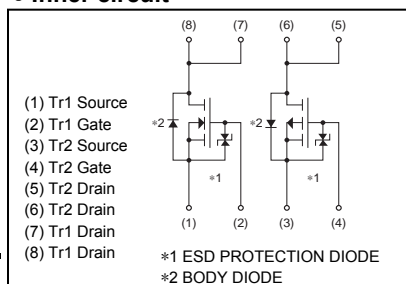 Inner circuit
(8) (7) (6) (5)
(1) Tr1 Source
(2) Tr1 Gate
(3) Tr2 Source
(4) Tr2 Gate
(5) Tr2 Drain
(6) Tr2 Drain
(7) Tr1 Drain
(8) Tr1 Drain
∗2 ∗2
∗1 ∗1
(1) (2) (3) (4)
∗1 ESD PROTECTION DIODE
∗2 BODY DIODE